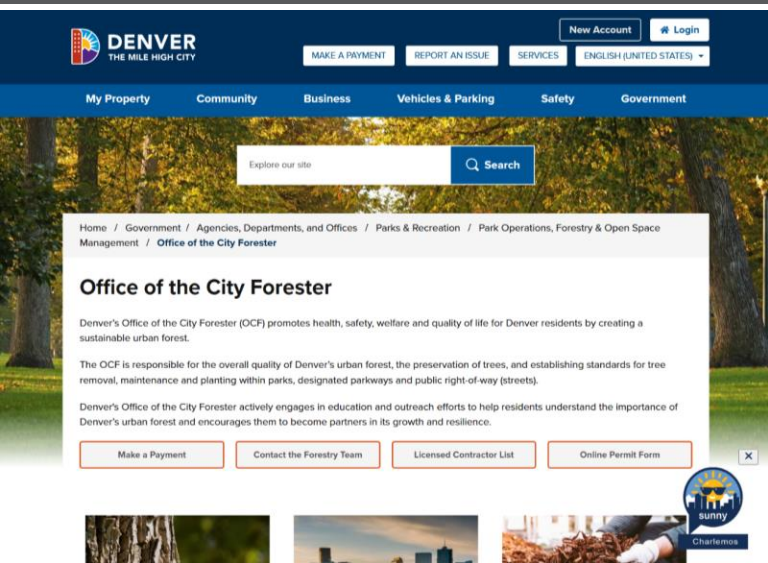 New Account
Login
DENVER
THE MILE HIGH CITY
MAKE A PAYMENT
REPORT AN ISSUE
SERVICES
ENGLISH (UNITED STATES)
My Property
Community
Business
Vehicles & Parking
Safety
Government
Explore our site
Search
Home / Government / Agencies, Departments, and Offices / Parks & Recreation / Park Operations, Forestry & Open Space
Management / Office of the City Forester
Office of the City Forester
Denver's Office of the City Forester (OCF) promotes health, safety, welfare and quality of life for Denver residents by creating a
sustainable urban forest.
The OCF is responsible for the overall quality of Denver's urban forest, the preservation of trees, and establishing standards for tree
removal, maintenance and planting within parks, designated parkways and public right-of-way (streets).
Denver's Office of the City Forester actively engages in education and outreach efforts to help residents understand the importance of
Denver's urban forest and encourages them to become partners in its growth and resilience.
Make a Payment
Contact the Forestry Team
Licensed Contractor List
Online Permit Form
sunny
Charlemos